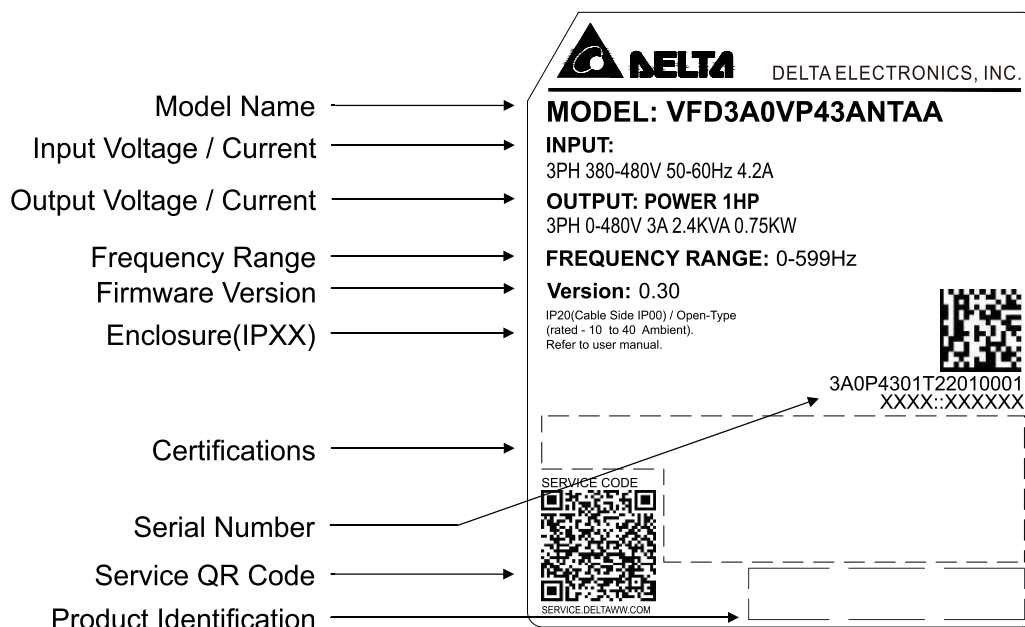 DELTA
DELTA ELECTRONICS, INC.
Model Name
MODEL: VFD3A0VP43ANTAA
Input Voltage / Current
INPUT:
3PH 380-480V 50-60Hz 4.2A
Output Voltage / Current
OUTPUT: POWER 1HP
3PH 0-480V 3A 2.4KVA 0.75KW
Frequency Range
FREQUENCY RANGE: 0-599Hz
Firmware Version
Version: 0.30
Enclosure(IPXX)
IP20(Cable Side IP00) / Open-Type
(rated - 10 to 40 Ambient).
Refer to user manual.
3A0P4301T22010001
XXXX::XXXXXX
Certifications
SERVICE CODE
Serial Number
Service QR Code
SERVICE.DELTAWW.COM
Product Identification